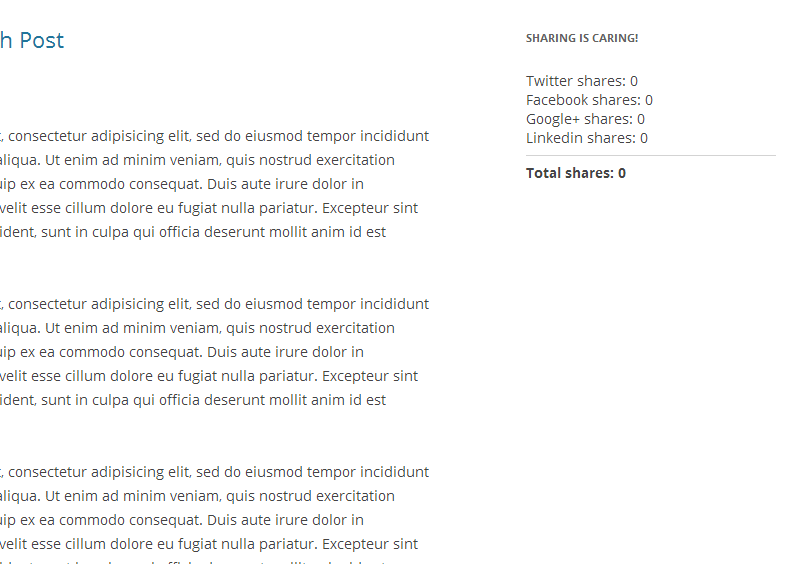 h Post
, consectetur adipisicing elit, sed do eiusmod tempor incididunt
aliqua. Ut enim ad minim veniam, quis nostrud exercitation
uip ex ea commodo consequat. Duis aute irure dolor in
velit esse cillum dolore eu fugiat nulla pariatur. Excepteur sint
ident, sunt in culpa qui officia deserunt mollit anim id est
, consectetur adipisicing elit, sed do eiusmod tempor incididunt
aliqua. Ut enim ad minim veniam, quis nostrud exercitation
uip ex ea commodo consequat. Duis aute irure dolor in
velit esse cillum dolore eu fugiat nulla pariatur. Excepteur sint
ident, sunt in culpa qui officia deserunt mollit anim id est
, consectetur adipisicing elit, sed do eiusmod tempor incididunt
aliqua. Ut enim ad minim veniam, quis nostrud exercitation
uip ex ea commodo consequat. Duis aute irure dolor in
velit esse cillum dolore eu fugiat nulla pariatur. Excepteur sint
SHARING IS CARING!
Twitter shares: 0
Facebook shares: 0
Google+ shares: 0
Linkedin shares: 0
Total shares: 0